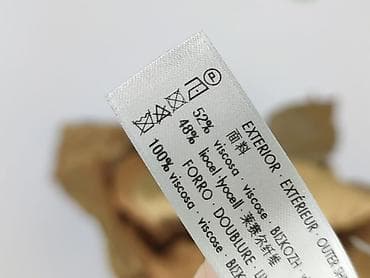 P
EXTERIOR · EXTÉRIEUR · OUTER
面料
52% viscosa · viscose · ΒΙΣΚΟΖΗ
48% liocel lyocell 莱赛尔纤维
FORRO · DOUBLURE
100% viscosa · viscose